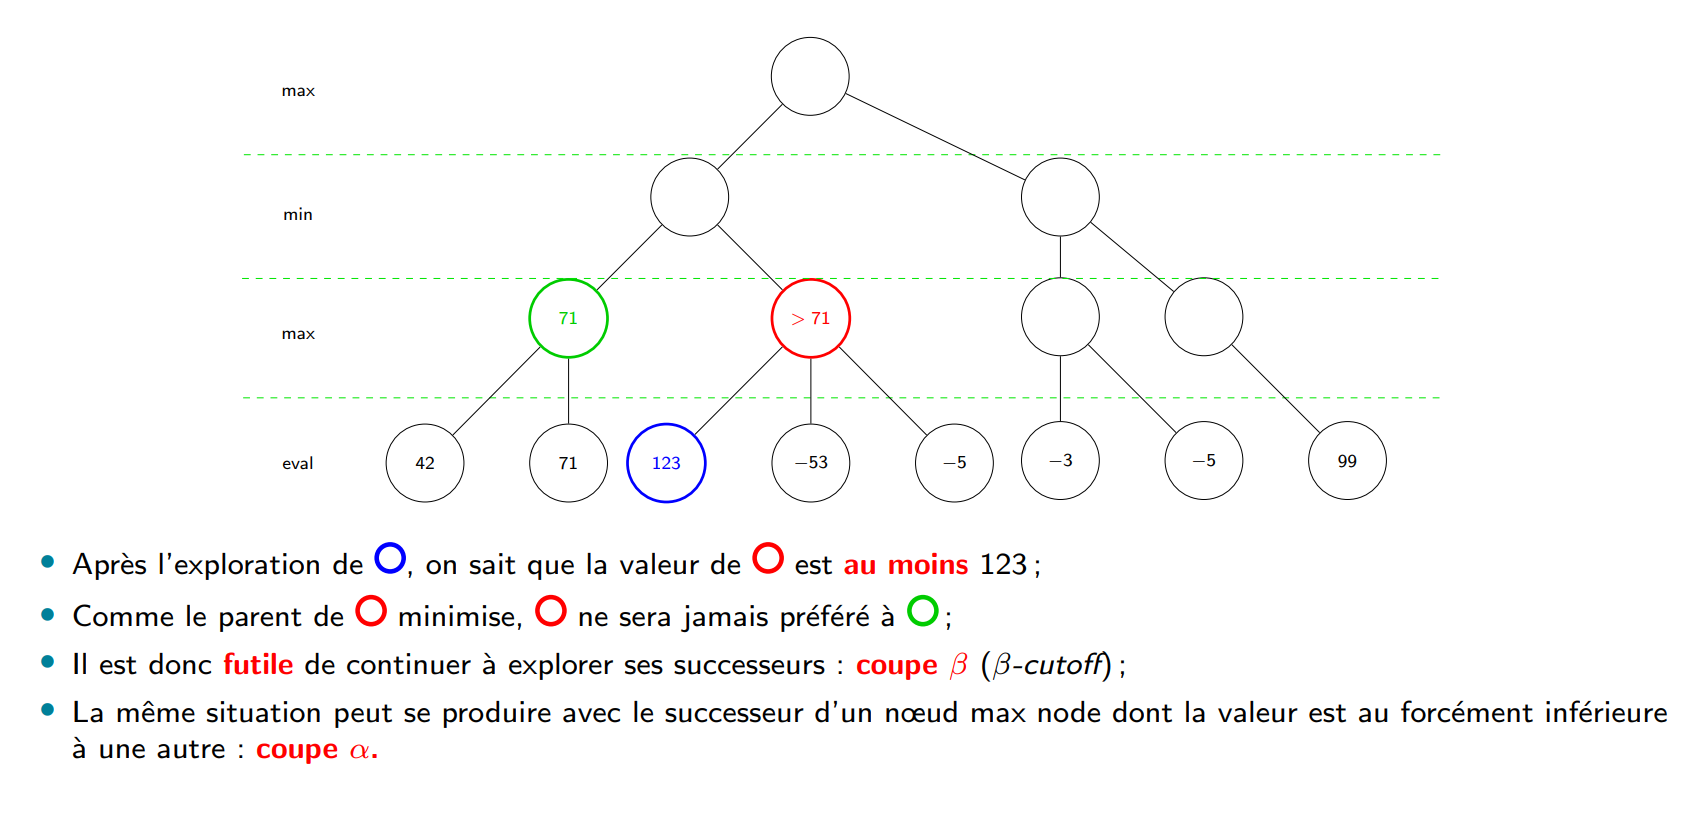 max
min
max
71
> 71
eval
42
71
123
−53
−5
−3
−5
99
• Après l'exploration de , on sait que la valeur de est au moins 123 ;
• Comme le parent de minimise, ne sera jamais préféré à ;
• Il est donc futile de continuer à explorer ses successeurs : coupe β (β-cutoff) ;
• La même situation peut se produire avec le successeur d'un nœud max node dont la valeur est au forcément inférieure
à une autre : coupe α.